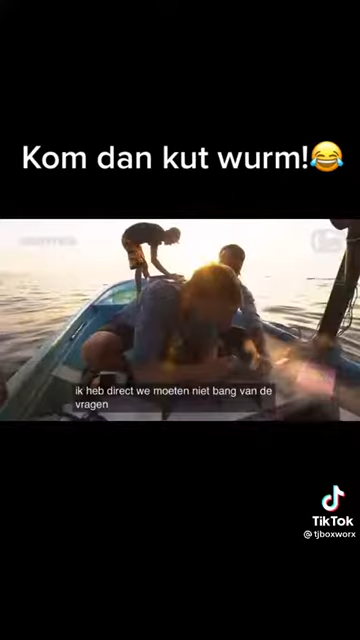 Kom dan kut wurm!😂
ik heb direct we moeten niet bang van de
vragen
TikTok
@tjboxworx